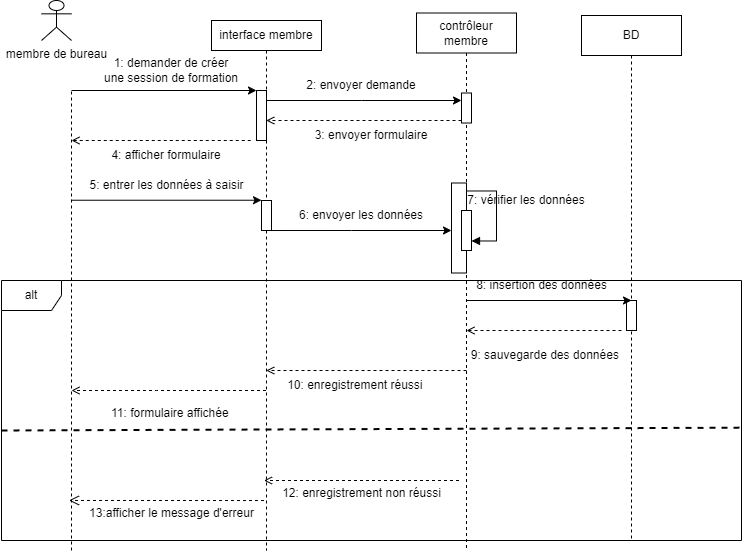 membre de bureau
interface membre
contrôleur
membre
BD
1: demander de créer
une session de formation
2: envoyer demande
3: envoyer formulaire
4: afficher formulaire
5: entrer les données à saisir
6: envoyer les données
7: vérifier les données
alt
8: insertion des données
9: sauvegarde des données
10: enregistrement réussi
11: formulaire affichée
12: enregistrement non réussi
13:afficher le message d'erreur